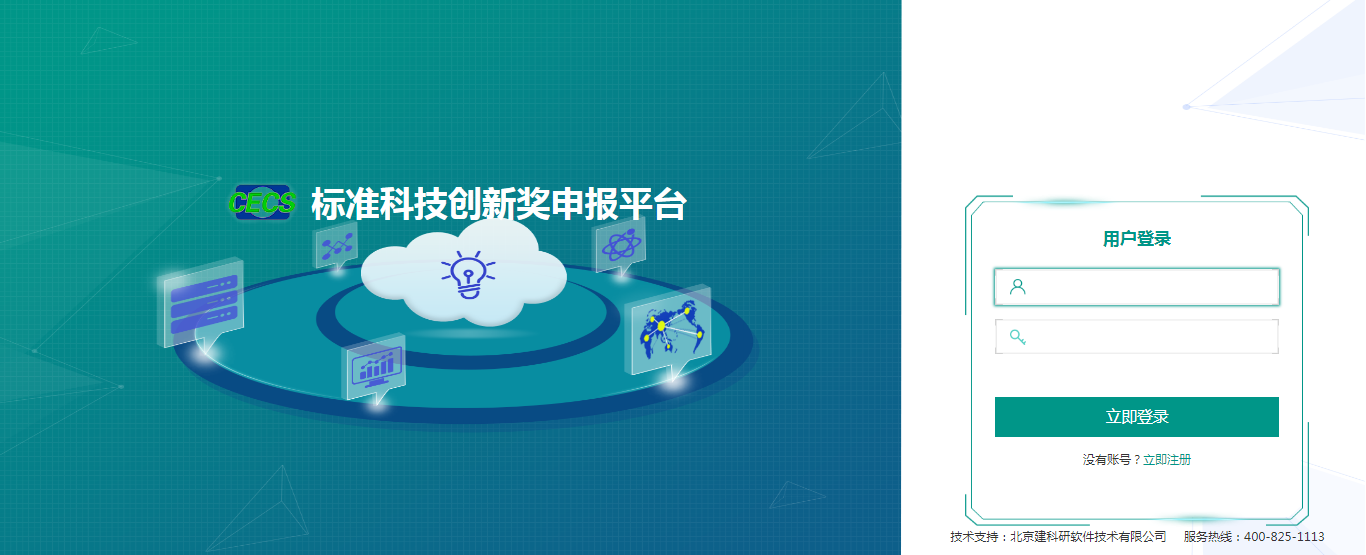 CECS 标准科技创新奖申报平台
用户登录
立即登录
没有账号？立即注册
技术支持：北京建科研软件技术有限公司 服务热线：400-825-1113